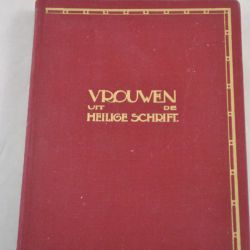 VROUWEN
UIT DE
HEILIGE SCHRIFT.